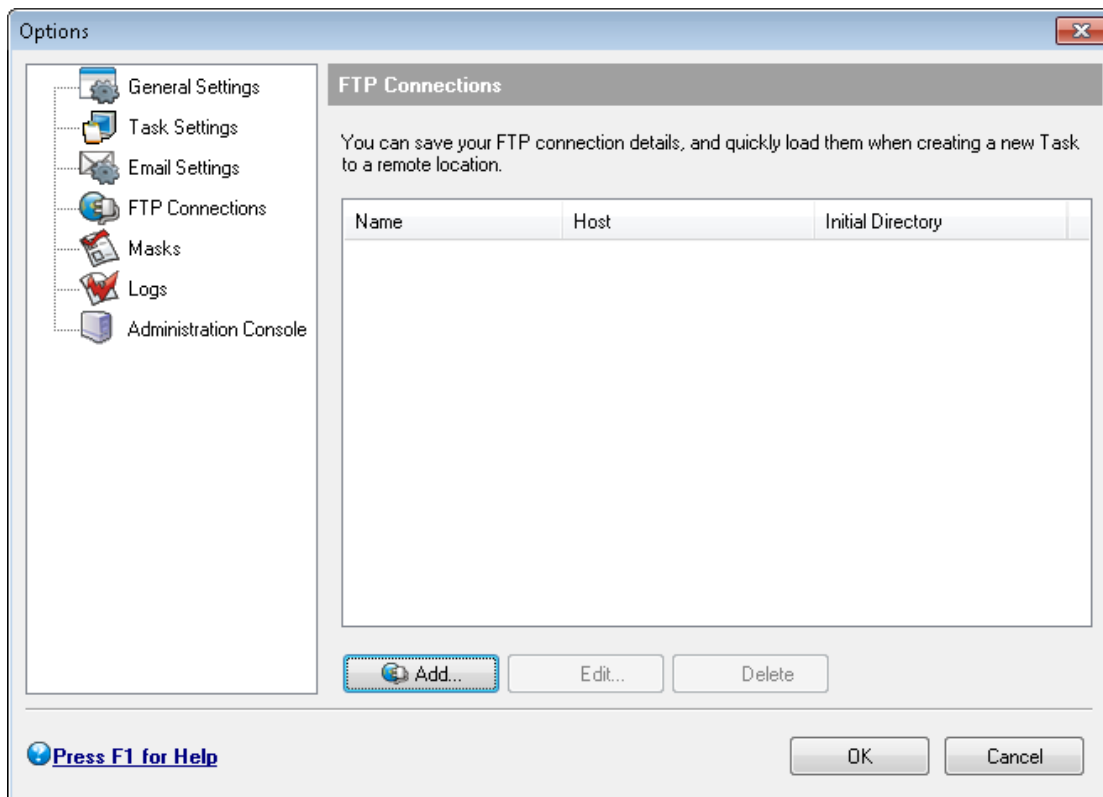 Options
General Settings
Task Settings
Email Settings
FTP Connections
Masks
Logs
Administration Console
FTP Connections
You can save your FTP connection details, and quickly load them when creating a new Task
to a remote location.
Name Host Initial Directory
Add... Edit... Delete
Press F1 for Help
OK Cancel